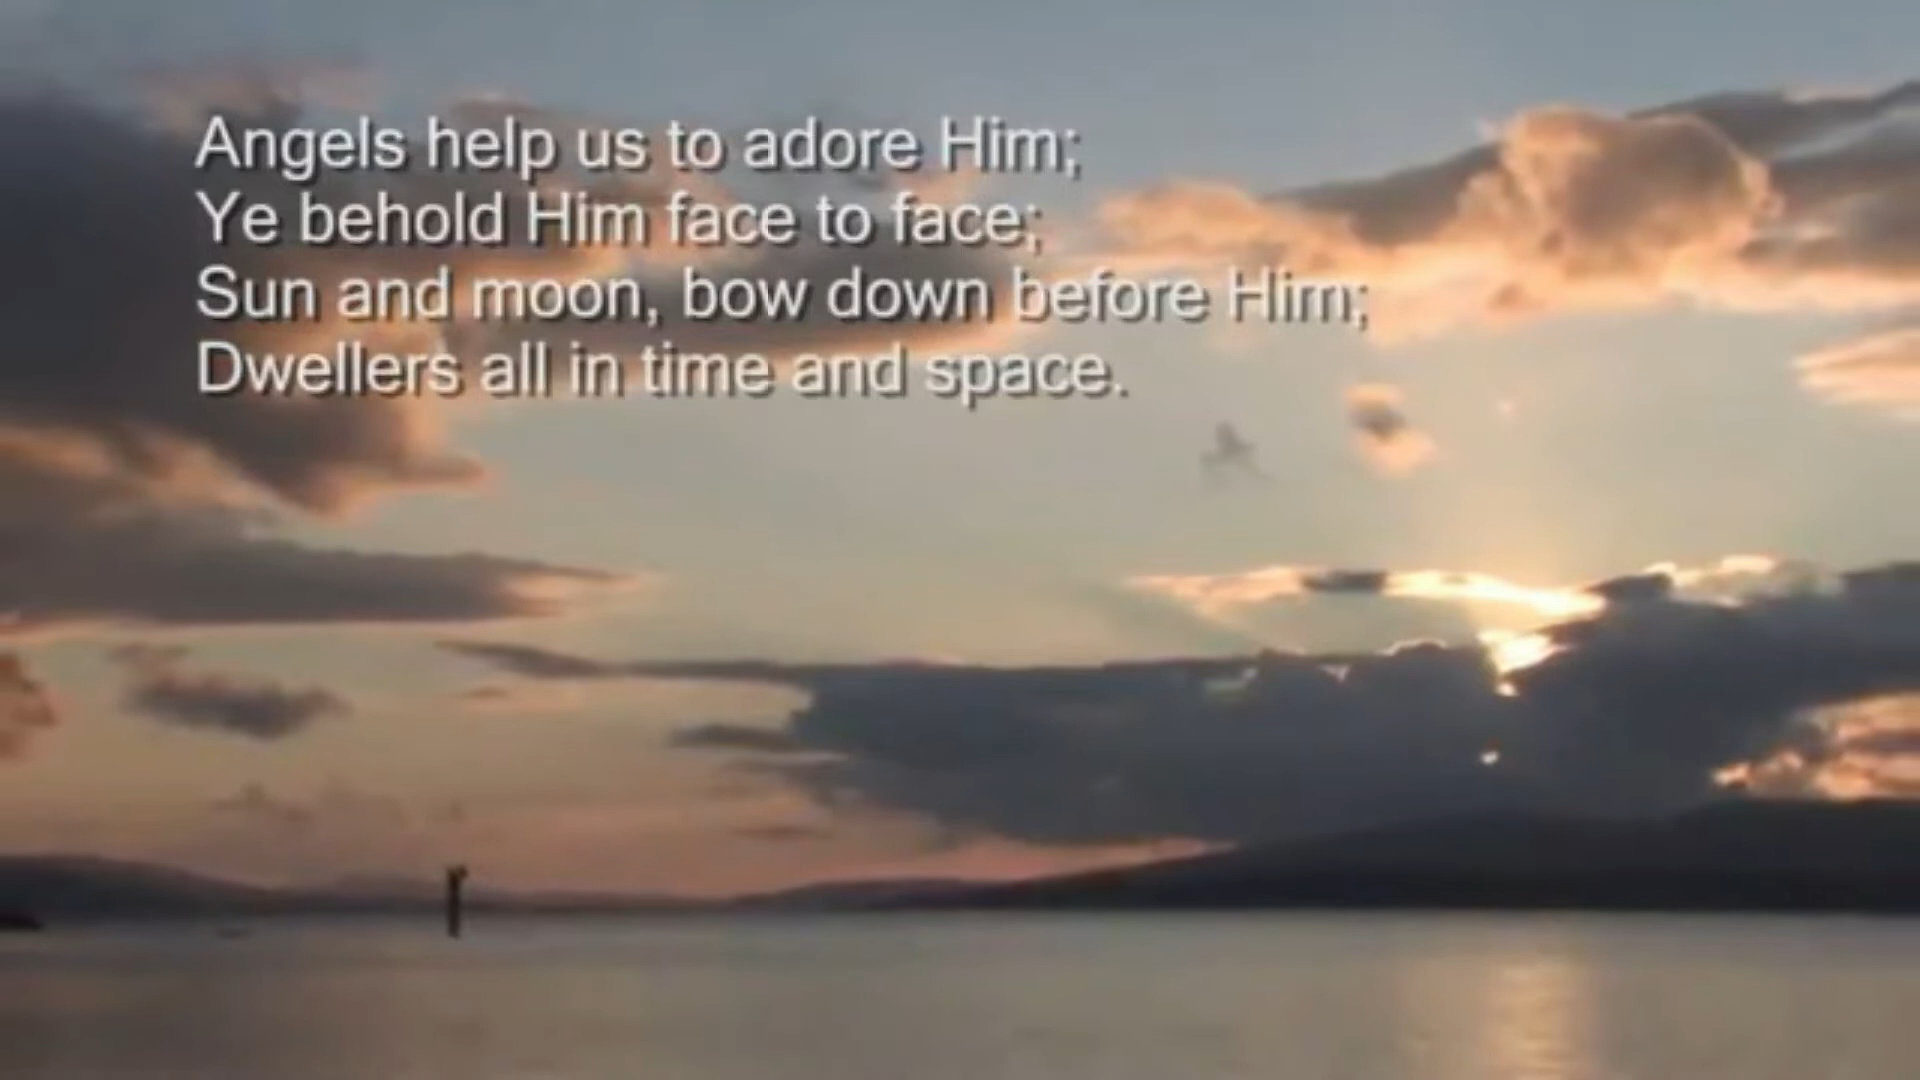 Angels help us to adore Him;
Ye behold Him face to face;
Sun and moon, bow down before Him;
Dwellers all in time and space.